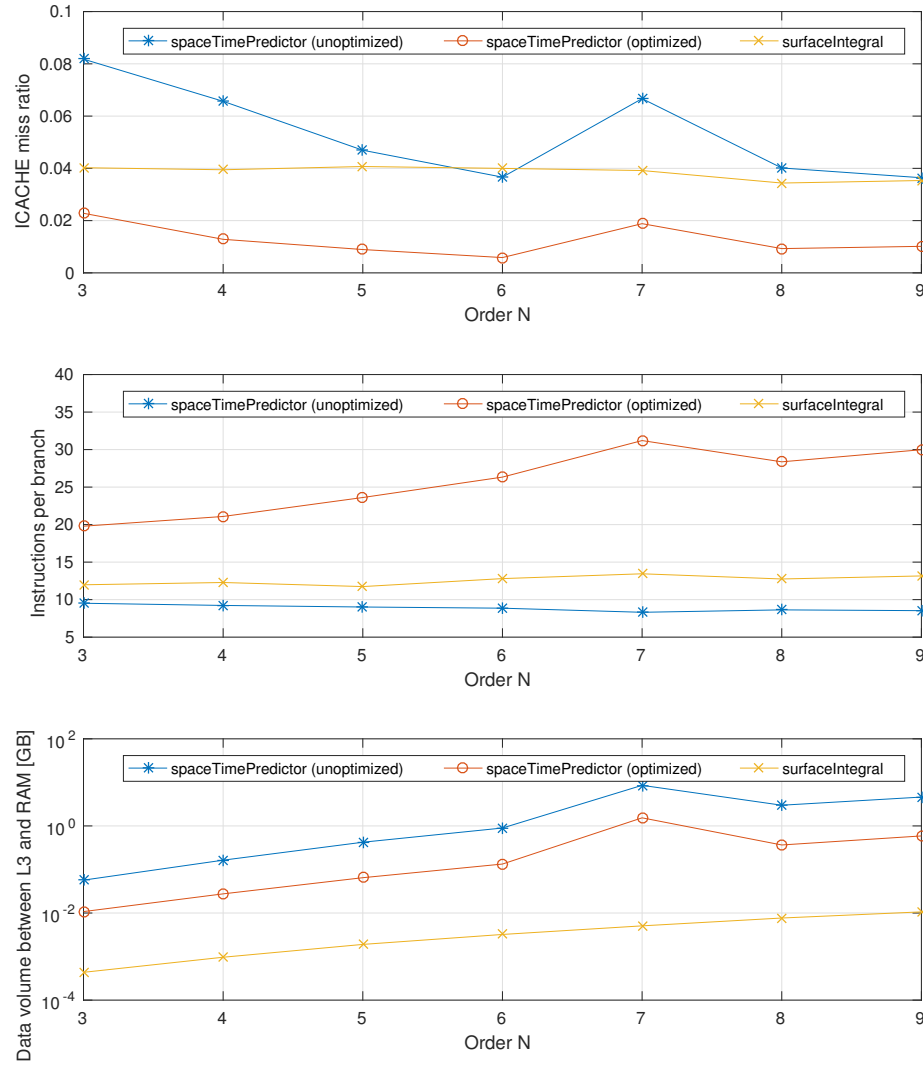 ICACHE miss ratio
0.1
0.08
0.06
0.04
0.02
0
spaceTimePredictor (unoptimized) spaceTimePredictor (optimized) surfaceIntegral
3 4 5 6 7 8 9
Order N
Instructions per branch
40
35
30
25
20
15
10
5
spaceTimePredictor (unoptimized) spaceTimePredictor (optimized) surfaceIntegral
3 4 5 6 7 8 9
Order N
Data volume between L3 and RAM [GB]
10^2
10^0
10^-2
10^-4
spaceTimePredictor (unoptimized) spaceTimePredictor (optimized) surfaceIntegral
3 4 5 6 7 8 9
Order N